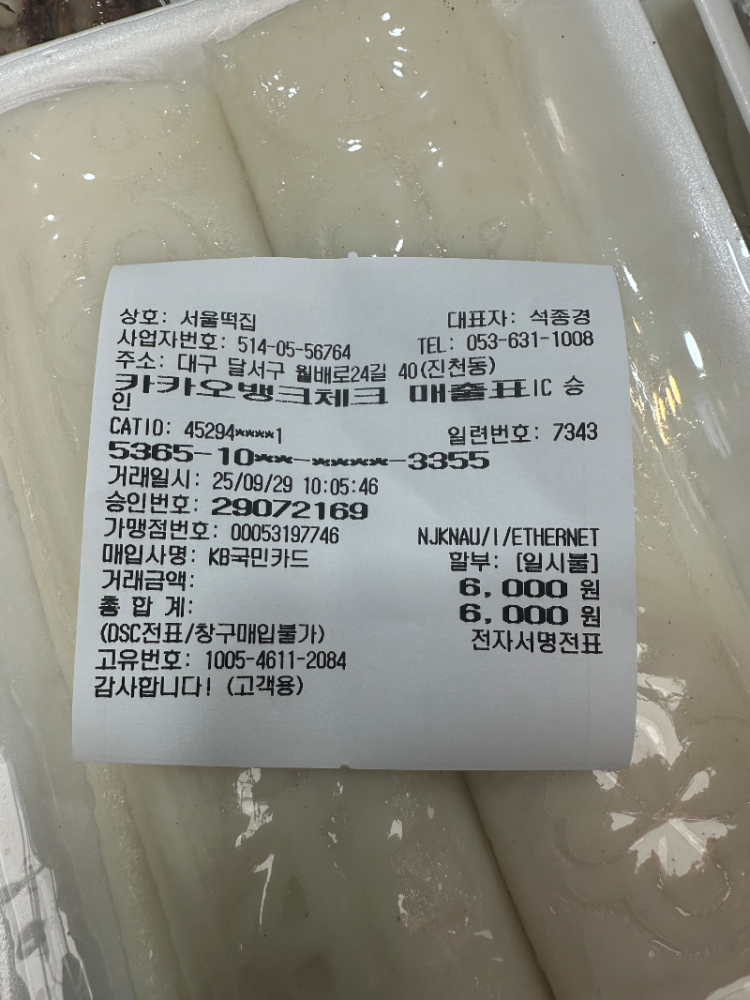 상호: 서울떡집 대표자: 석종경
사업자번호: 514-05-56764 TEL: 053-631-1008
주소: 대구 달서구 월배로24길 40(진천동)
카카오뱅크체크 매출표IC 승
인
CATID: 45294****1 일련번호: 7343
5365-10**-****-3355
거래일시: 25/09/29 10:05:46
승인번호: 29072169
가맹점번호: 00053197746 NJKNAU/I/ETHERNET
매입사명: KB국민카드 할부: [일시불]
거래금액: 6,000 원
총 합 계: 6,000 원
(DSC전표/창구매입불가) 전자서명전표
고유번호: 1005-4611-2084
감사합니다! (고객용)